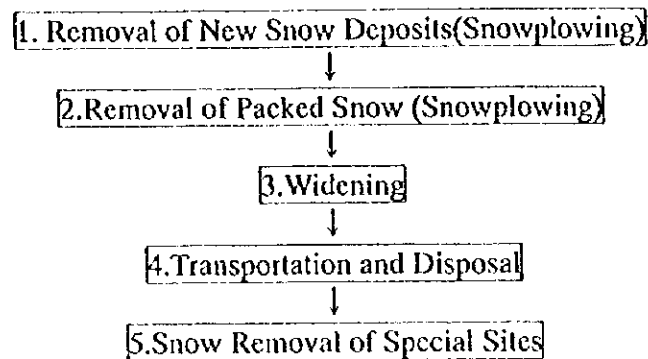 1. Removal of New Snow Deposits(Snowplowing)
2.Removal of Packed Snow (Snowplowing)
3.Widening
4.Transportation and Disposal
5.Snow Removal of Special Sites